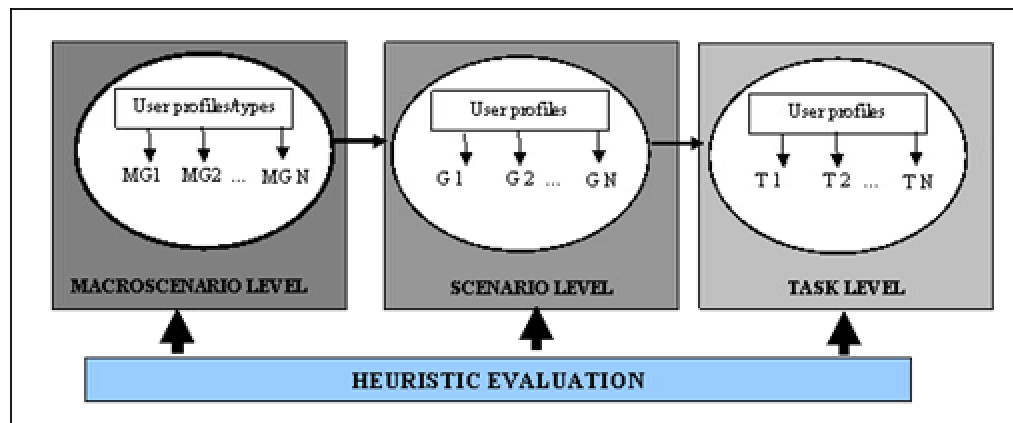 User profiles/types
MG1 MG2 ... MG N
MACROSCENARIO LEVEL
User profiles
G 1 G 2 ... G N
SCENARIO LEVEL
User profiles
T 1 T 2 ... T N
TASK LEVEL
HEURISTIC EVALUATION